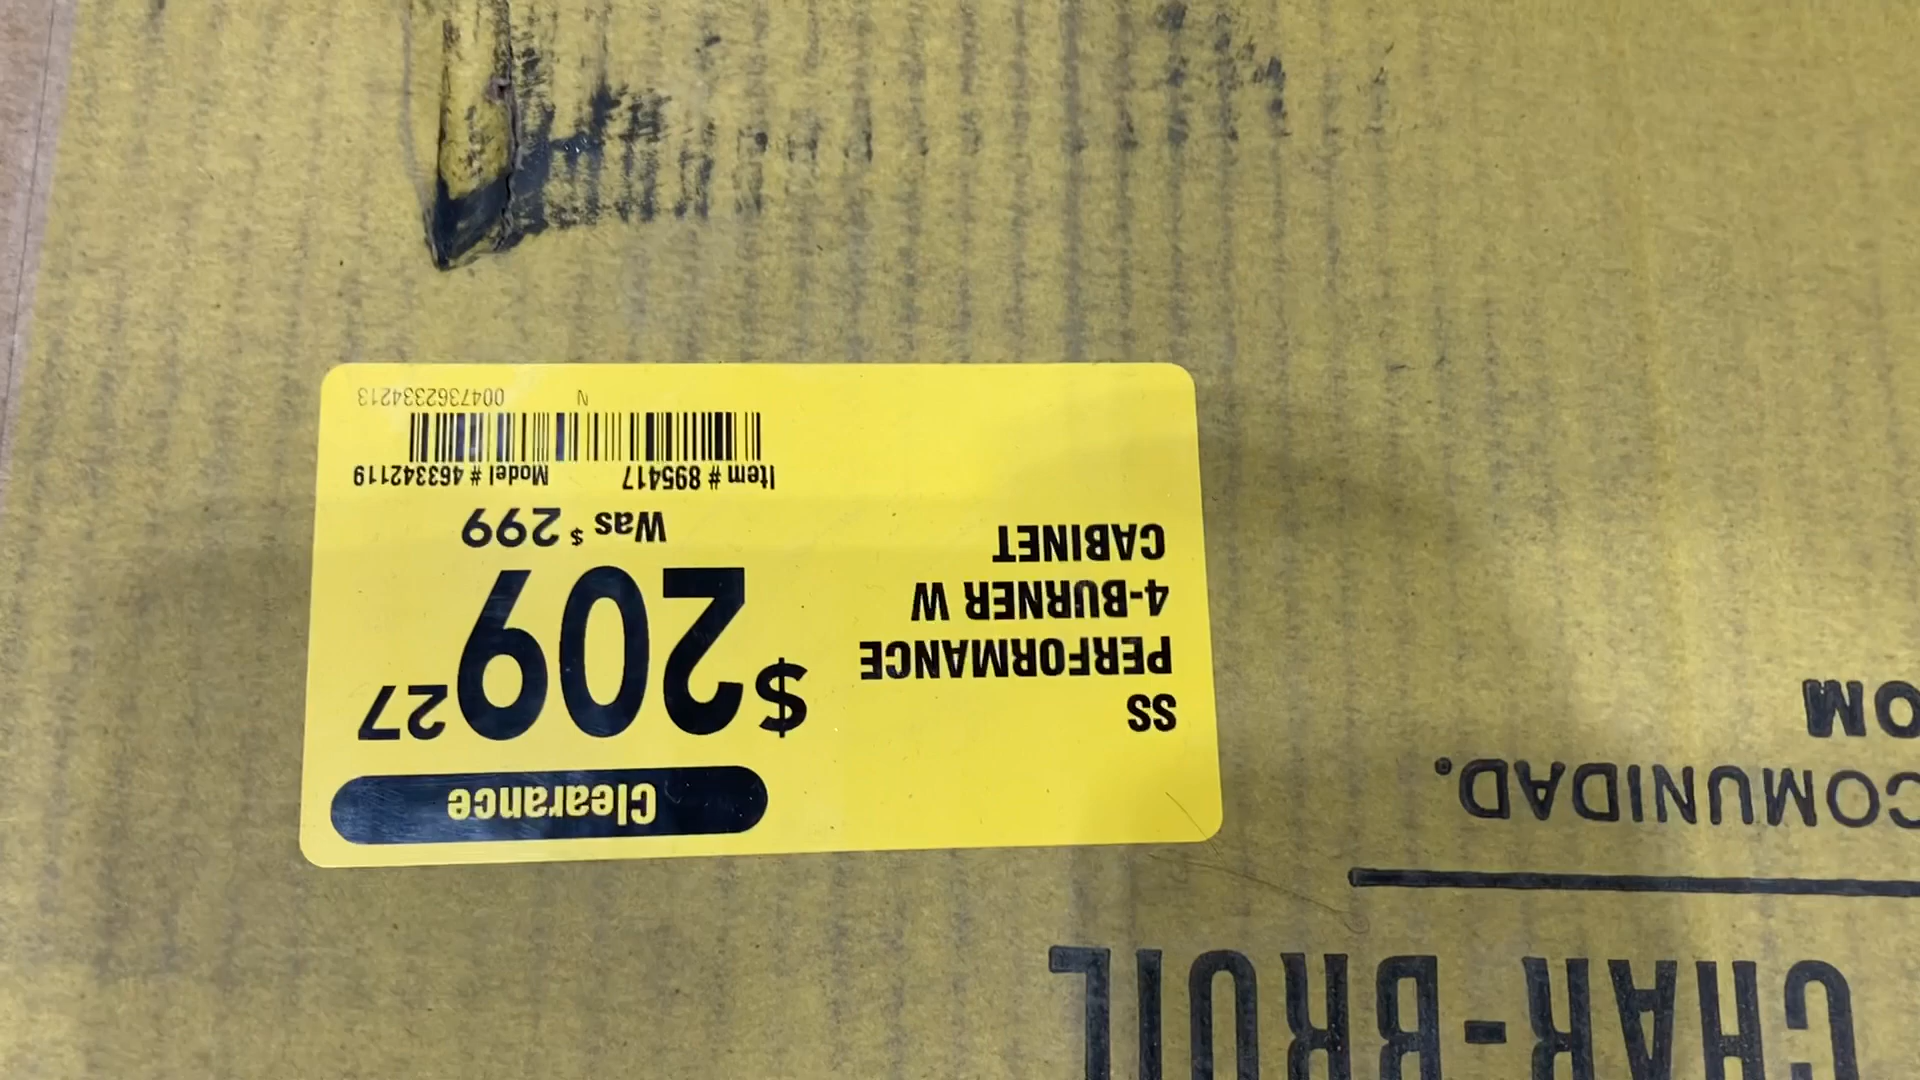 CHAR-BROIL
COMUNIDAD.
OM
Clearance
$209 27
Was $299
Item # 895417 Model # 463342119
N 0047362334213
SS
PERFORMANCE
4-BURNER W
CABINET